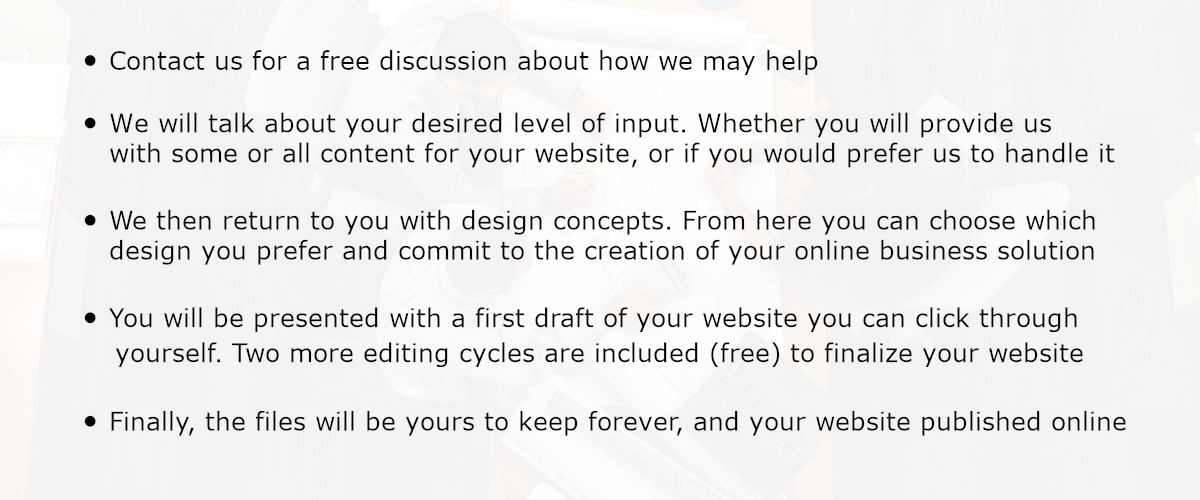 • Contact us for a free discussion about how we may help
• We will talk about your desired level of input. Whether you will provide us
with some or all content for your website, or if you would prefer us to handle it
• We then return to you with design concepts. From here you can choose which
design you prefer and commit to the creation of your online business solution
• You will be presented with a first draft of your website you can click through
yourself. Two more editing cycles are included (free) to finalize your website
• Finally, the files will be yours to keep forever, and your website published online